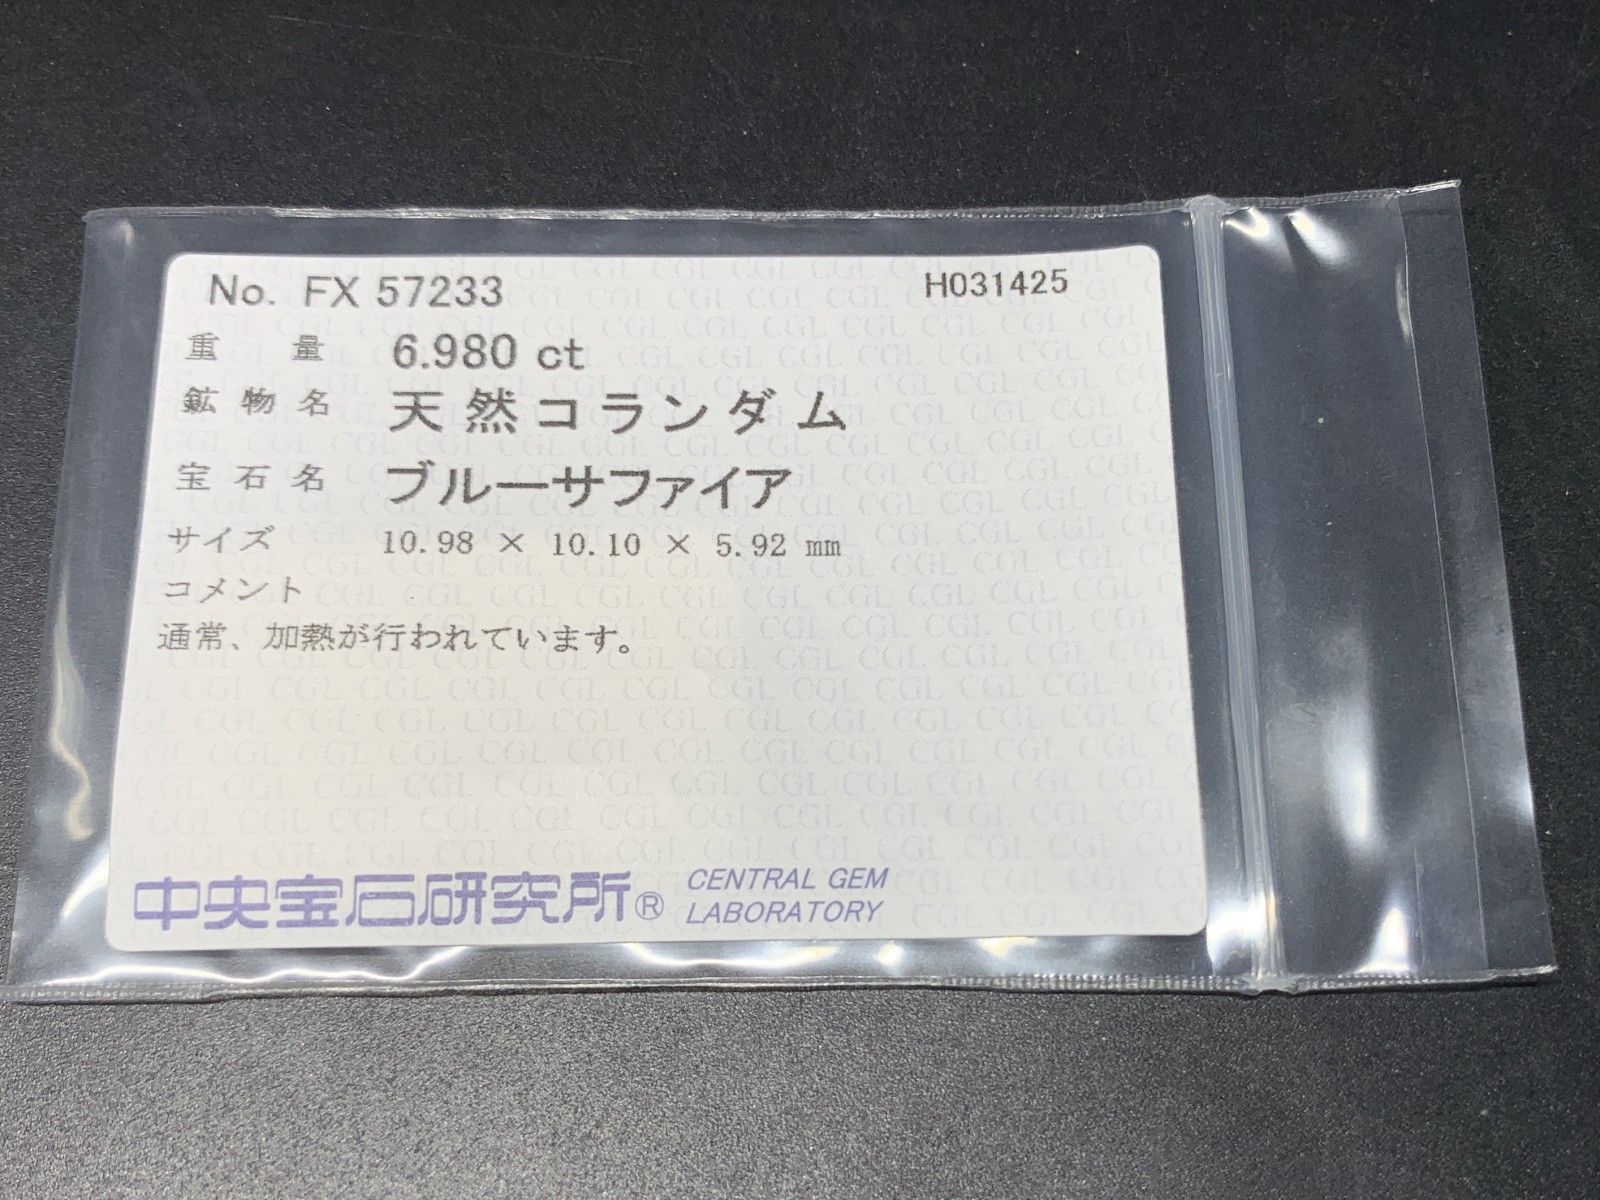 No. FX 57233 H031425
重量 6.980 ct
鉱物名 天然コランダム
宝石名 ブルーサファイア
サイズ 10.98 × 10.10 × 5.92 mm
コメント
通常、加熱が行われています。
中央宝石研究所® CENTRAL GEM
LABORATORY